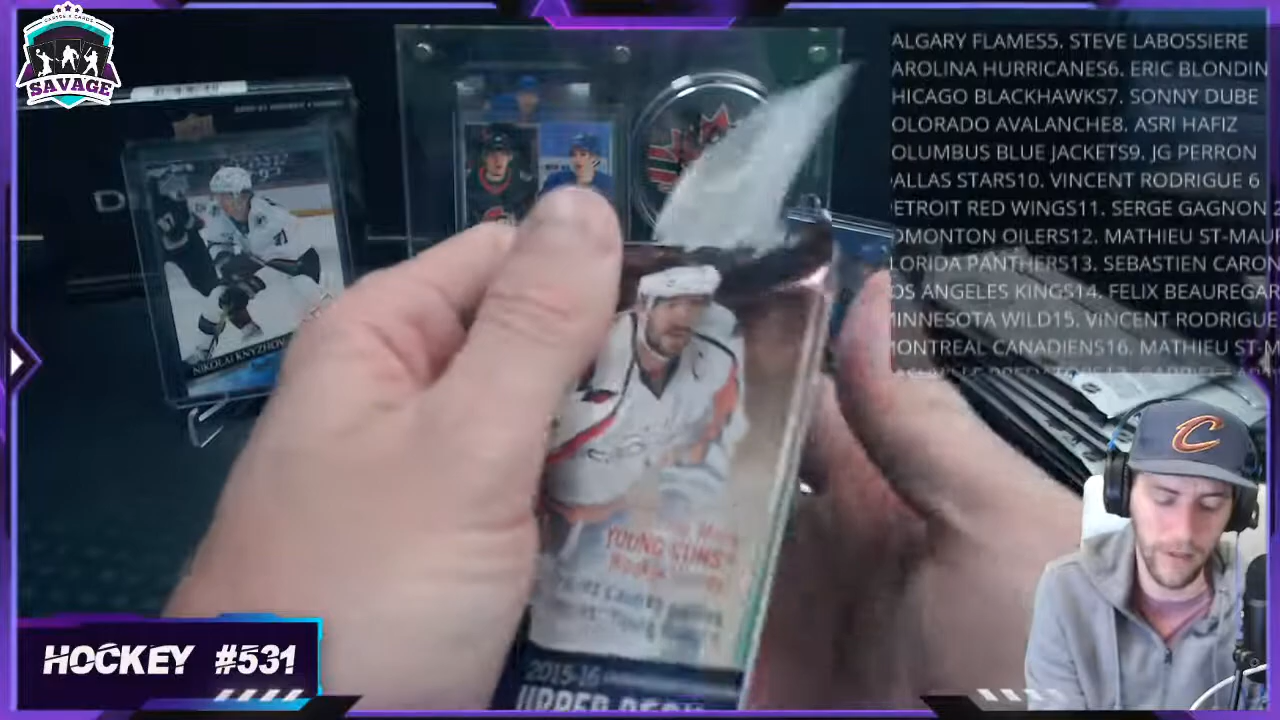 SAVAGE
ALGARY FLAMES5. STEVE LABOSSIERE
AROLINA HURRICANES6. ERIC BLONDIN
HICAGO BLACKHAWKS7. SONNY DUBE
OLORADO AVALANCHE8. ASRI HAFIZ
OLUMBUS BLUE JACKETS9. JG PERRON
ALLAS STARS10. VINCENT RODRIGUE 6
ETROIT RED WINGS11. SERGE GAGNON 2
DMONTON OILERS12. MATHIEU ST-MAU
LORIDA PANTHERS13. SEBASTIEN CARON
OS ANGELES KINGS14. FELIX BEAUREGAR
MINNESOTA WILD15. VINCENT RODRIGUE
MONTREAL CANADIENS16. MATHIEU ST-M
NIKOLAI KNYZHOV
YOUNG GUNS
2015-16
UPPER DECK
HOCKEY #531